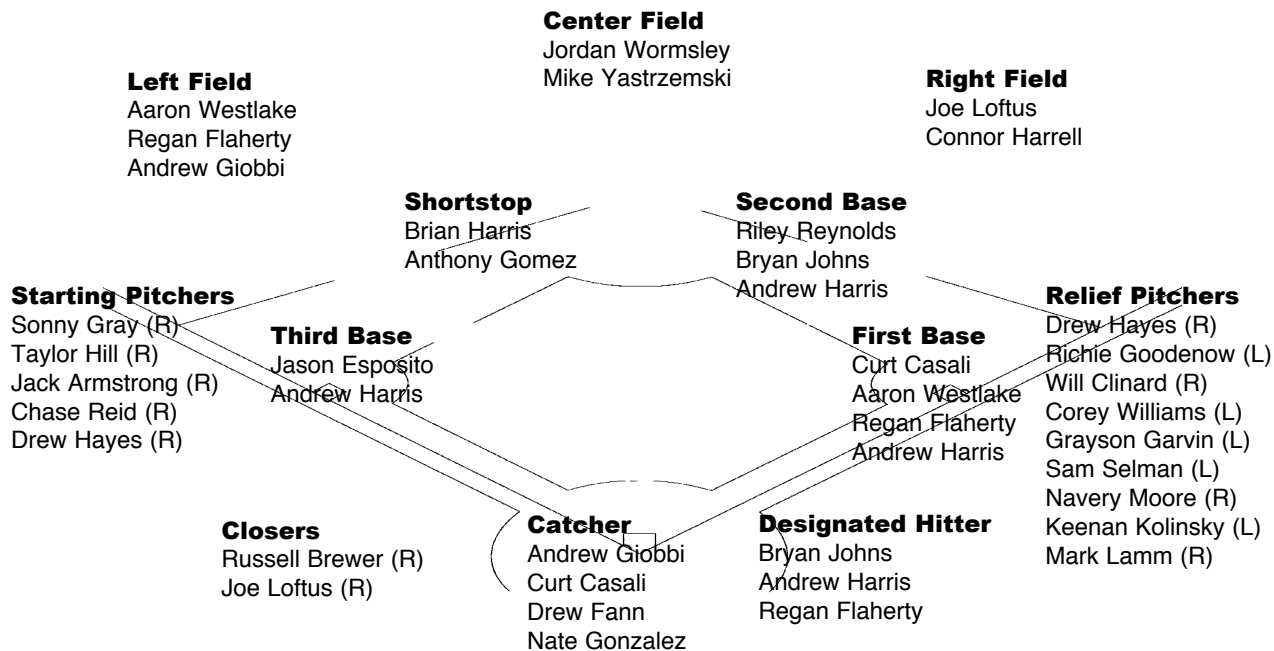 Center Field
Jordan Wormsley
Mike Yastrzemski
Left Field
Aaron Westlake
Regan Flaherty
Andrew Giobbi
Right Field
Joe Loftus
Connor Harrell
Shortstop
Brian Harris
Anthony Gomez
Second Base
Riley Reynolds
Bryan Johns
Andrew Harris
Starting Pitchers
Sonny Gray (R)
Taylor Hill (R)
Jack Armstrong (R)
Chase Reid (R)
Drew Hayes (R)
Third Base
Jason Esposito
Andrew Harris
First Base
Curt Casali
Aaron Westlake
Regan Flaherty
Andrew Harris
Relief Pitchers
Drew Hayes (R)
Richie Goodenow (L)
Will Clinard (R)
Corey Williams (L)
Grayson Garvin (L)
Sam Selman (L)
Navery Moore (R)
Keenan Kolinsky (L)
Mark Lamm (R)
Closers
Russell Brewer (R)
Joe Loftus (R)
Catcher
Andrew Giobbi
Curt Casali
Drew Fann
Nate Gonzalez
Designated Hitter
Bryan Johns
Andrew Harris
Regan Flaherty